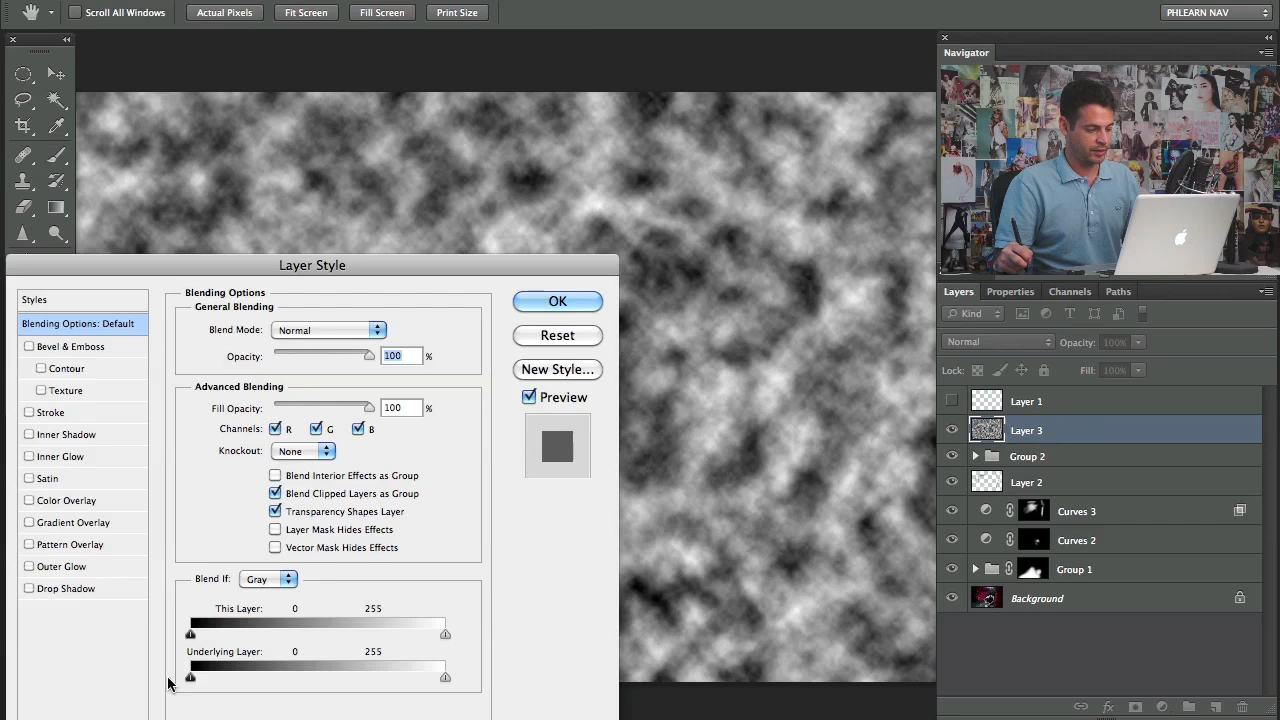 Scroll All Windows
Actual Pixels
Fit Screen
Fill Screen
Print Size
PHLEARN NAV
Navigator
Layer Style
Styles
Blending Options: Default
Bevel & Emboss
Contour
Texture
Stroke
Inner Shadow
Inner Glow
Satin
Color Overlay
Gradient Overlay
Pattern Overlay
Outer Glow
Drop Shadow
Blending Options
General Blending
Blend Mode: Normal
Opacity: 100 %
Advanced Blending
Fill Opacity: 100 %
Channels: R G B
Knockout: None
Blend Interior Effects as Group
Blend Clipped Layers as Group
Transparency Shapes Layer
Layer Mask Hides Effects
Vector Mask Hides Effects
Blend If: Gray
This Layer: 0 255
Underlying Layer: 0 255
OK
Reset
New Style...
Preview
Layers Properties Channels Paths
Kind
Normal Opacity: 100%
Lock: Fill: 100%
Layer 1
Layer 3
Group 2
Layer 2
Curves 3
Curves 2
Group 1
Background
fx